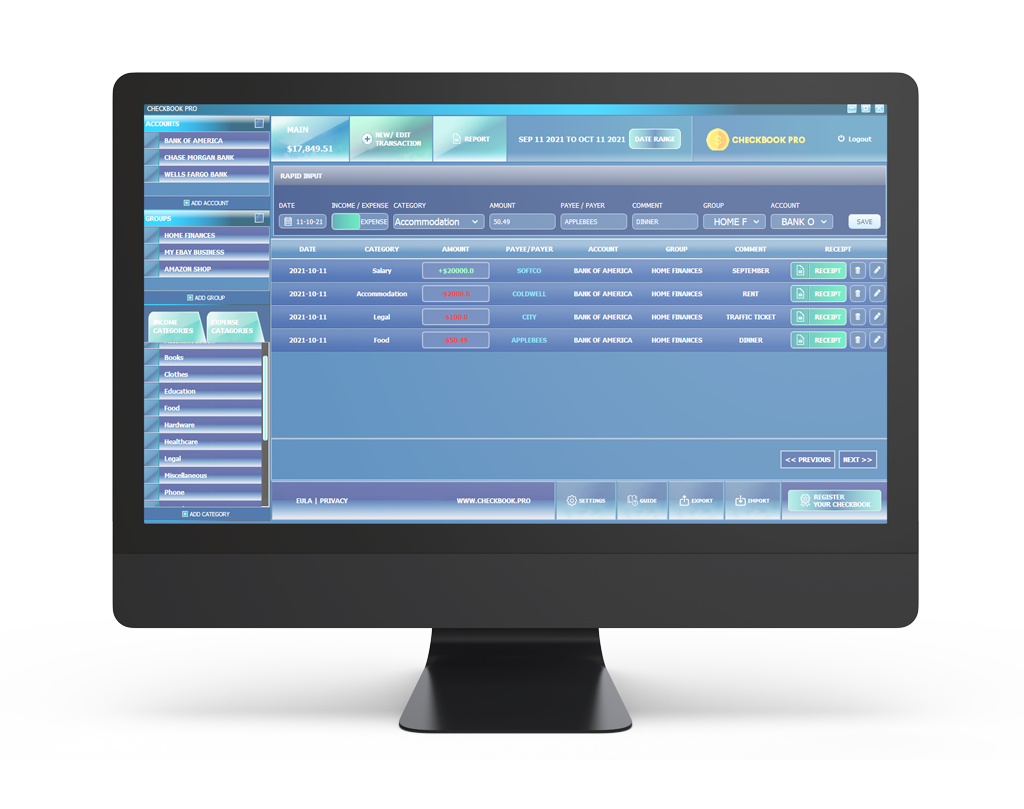 CHECKBOOK PRO
ACCOUNTS
BANK OF AMERICA
CHASE MORGAN BANK
WELLS FARGO BANK
ADD ACCOUNT
GROUPS
HOME FINANCES
MY EBAY BUSINESS
AMAZON SHOP
ADD GROUP
INCOME
CATEGORIES
EXPENSE
CATAGORIES
Books
Clothes
Education
Food
Hardware
Healthcare
Legal
Miscellaneous
Phone
ADD CATEGORY
MAIN
$17,849.51
NEW/ EDIT
TRANSACTION
REPORT
SEP 11 2021 TO OCT 11 2021 DATE RANGE
CHECKBOOK PRO
Logout
RAPID INPUT
DATE INCOME / EXPENSE CATEGORY AMOUNT PAYEE / PAYER COMMENT GROUP ACCOUNT
11-10-21 EXPENSE Accommodation 50.49 APPLEBEES DINNER HOME F BANK O SAVE
DATE CATEGORY AMOUNT PAYEE/PAYER ACCOUNT GROUP COMMENT RECEIPT
2021-10-11 Salary +$20000.0 SOFTCO BANK OF AMERICA HOME FINANCES SEPTEMBER RECEIPT
2021-10-11 Accommodation -$2000.0 COLDWELL BANK OF AMERICA HOME FINANCES RENT RECEIPT
2021-10-11 Legal -$100.0 CITY BANK OF AMERICA HOME FINANCES TRAFFIC TICKET RECEIPT
2021-10-11 Food -$50.49 APPLEBEES BANK OF AMERICA HOME FINANCES DINNER RECEIPT
<< PREVIOUS NEXT >>
EULA | PRIVACY WWW.CHECKBOOK.PRO SETTINGS GUIDE EXPORT IMPORT
REGISTER
YOUR CHECKBOOK